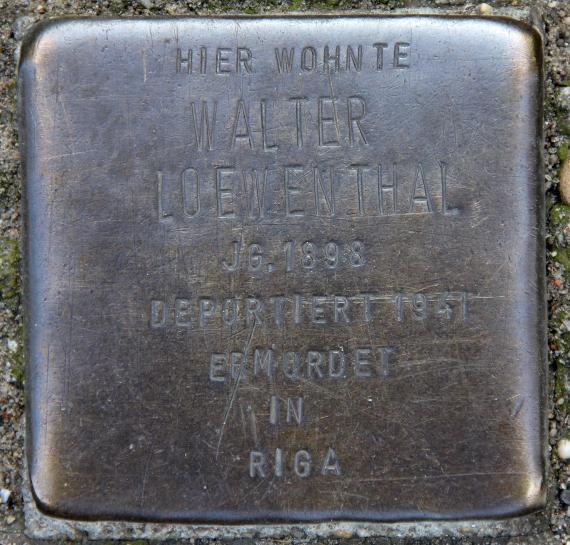 HIER WOHNTE
WALTER
LOEWENTHAL
JG. 1898
DEPORTIERT 1941
ERMORDET
IN
RIGA